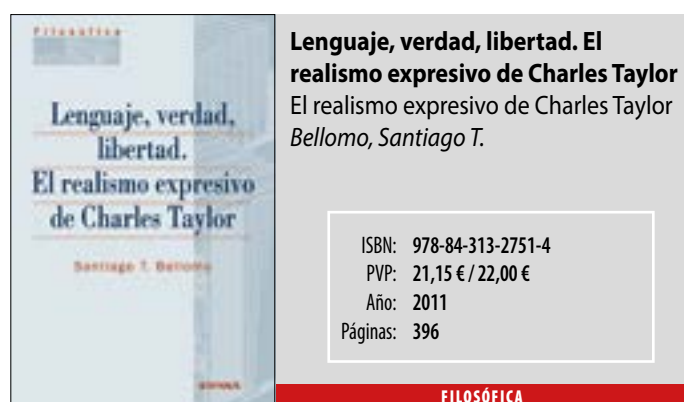 Filosófica
Lenguaje, verdad,
libertad.
El realismo expresivo
de Charles Taylor
Santiago T. Bellomo
EUNSA
Lenguaje, verdad, libertad. El
realismo expresivo de Charles Taylor
El realismo expresivo de Charles Taylor
Bellomo, Santiago T.
ISBN: 978-84-313-2751-4
PVP: 21,15 € / 22,00 €
Año: 2011
Páginas: 396
FILOSÓFICA